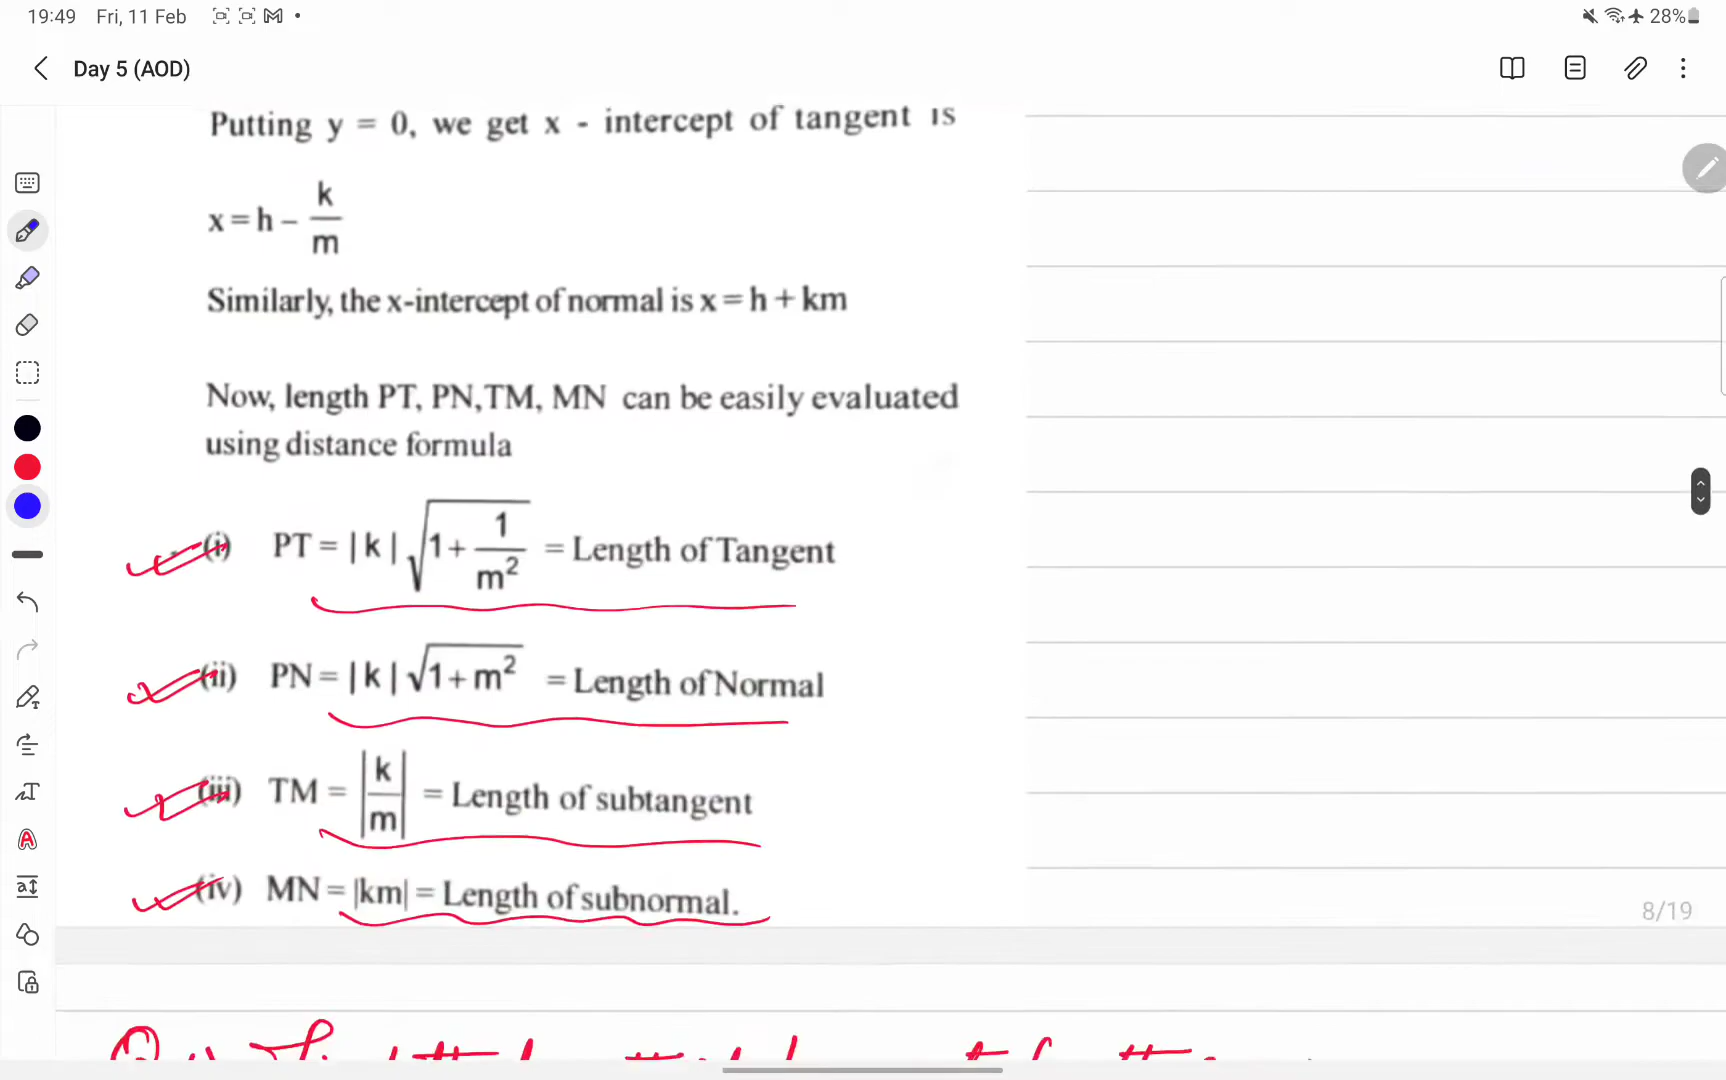 19:49 Fri, 11 Feb
28%
Day 5 (AOD)
Putting y = 0, we get x - intercept of tangent is
x = h – k/m
Similarly, the x-intercept of normal is x = h + km
Now, length PT, PN, TM, MN can be easily evaluated
using distance formula
(i) PT = |k| √(1 + 1/m²) = Length of Tangent
(ii) PN = |k| √(1 + m²) = Length of Normal
(iii) TM = |k/m| = Length of subtangent
(iv) MN = |km| = Length of subnormal.
8/19